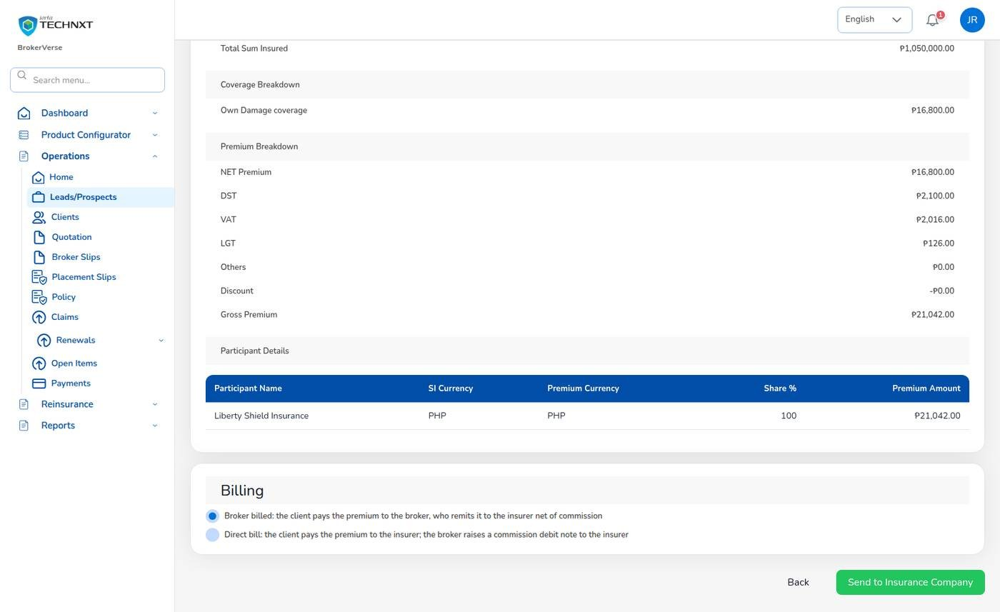 iorta
TECHNXT
BrokerVerse
English
1
JR
Search menu...
Dashboard
Product Configurator
Operations
Home
Leads/Prospects
Clients
Quotation
Broker Slips
Placement Slips
Policy
Claims
Renewals
Open Items
Payments
Reinsurance
Reports
Total Sum Insured ₱1,050,000.00
Coverage Breakdown
Own Damage coverage ₱16,800.00
Premium Breakdown
NET Premium ₱16,800.00
DST ₱2,100.00
VAT ₱2,016.00
LGT ₱126.00
Others ₱0.00
Discount -₱0.00
Gross Premium ₱21,042.00
Participant Details
Participant Name SI Currency Premium Currency Share % Premium Amount
Liberty Shield Insurance PHP PHP 100 ₱21,042.00
Billing
Broker billed: the client pays the premium to the broker, who remits it to the insurer net of commission
Direct bill: the client pays the premium to the insurer; the broker raises a commission debit note to the insurer
Back Send to Insurance Company